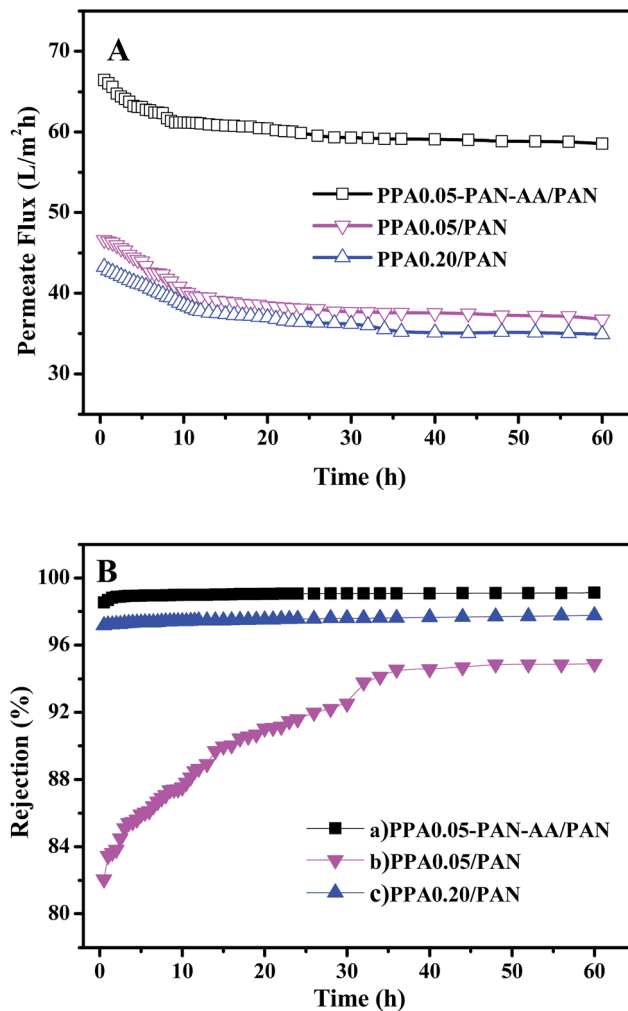 A
70
60
50
40
30
Permeate Flux (L/m²h)
PPA0.05-PAN-AA/PAN
PPA0.05/PAN
PPA0.20/PAN
0 10 20 30 40 50 60
Time (h)
B
100
96
92
88
84
80
Rejection (%)
a)PPA0.05-PAN-AA/PAN
b)PPA0.05/PAN
c)PPA0.20/PAN
0 10 20 30 40 50 60
Time (h)